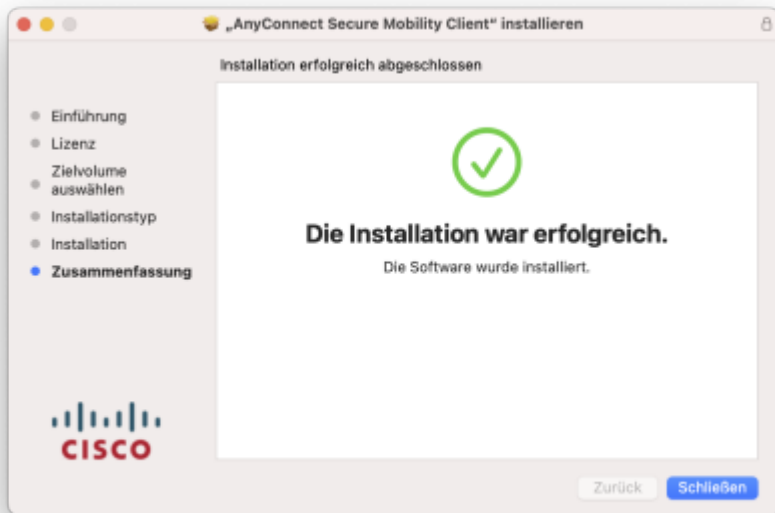 „AnyConnect Secure Mobility Client“ installieren
Installation erfolgreich abgeschlossen
Einführung
Lizenz
Zielvolume
auswählen
Installationstyp
Installation
Zusammenfassung
Die Installation war erfolgreich.
Die Software wurde installiert.
CISCO
Zurück
Schließen